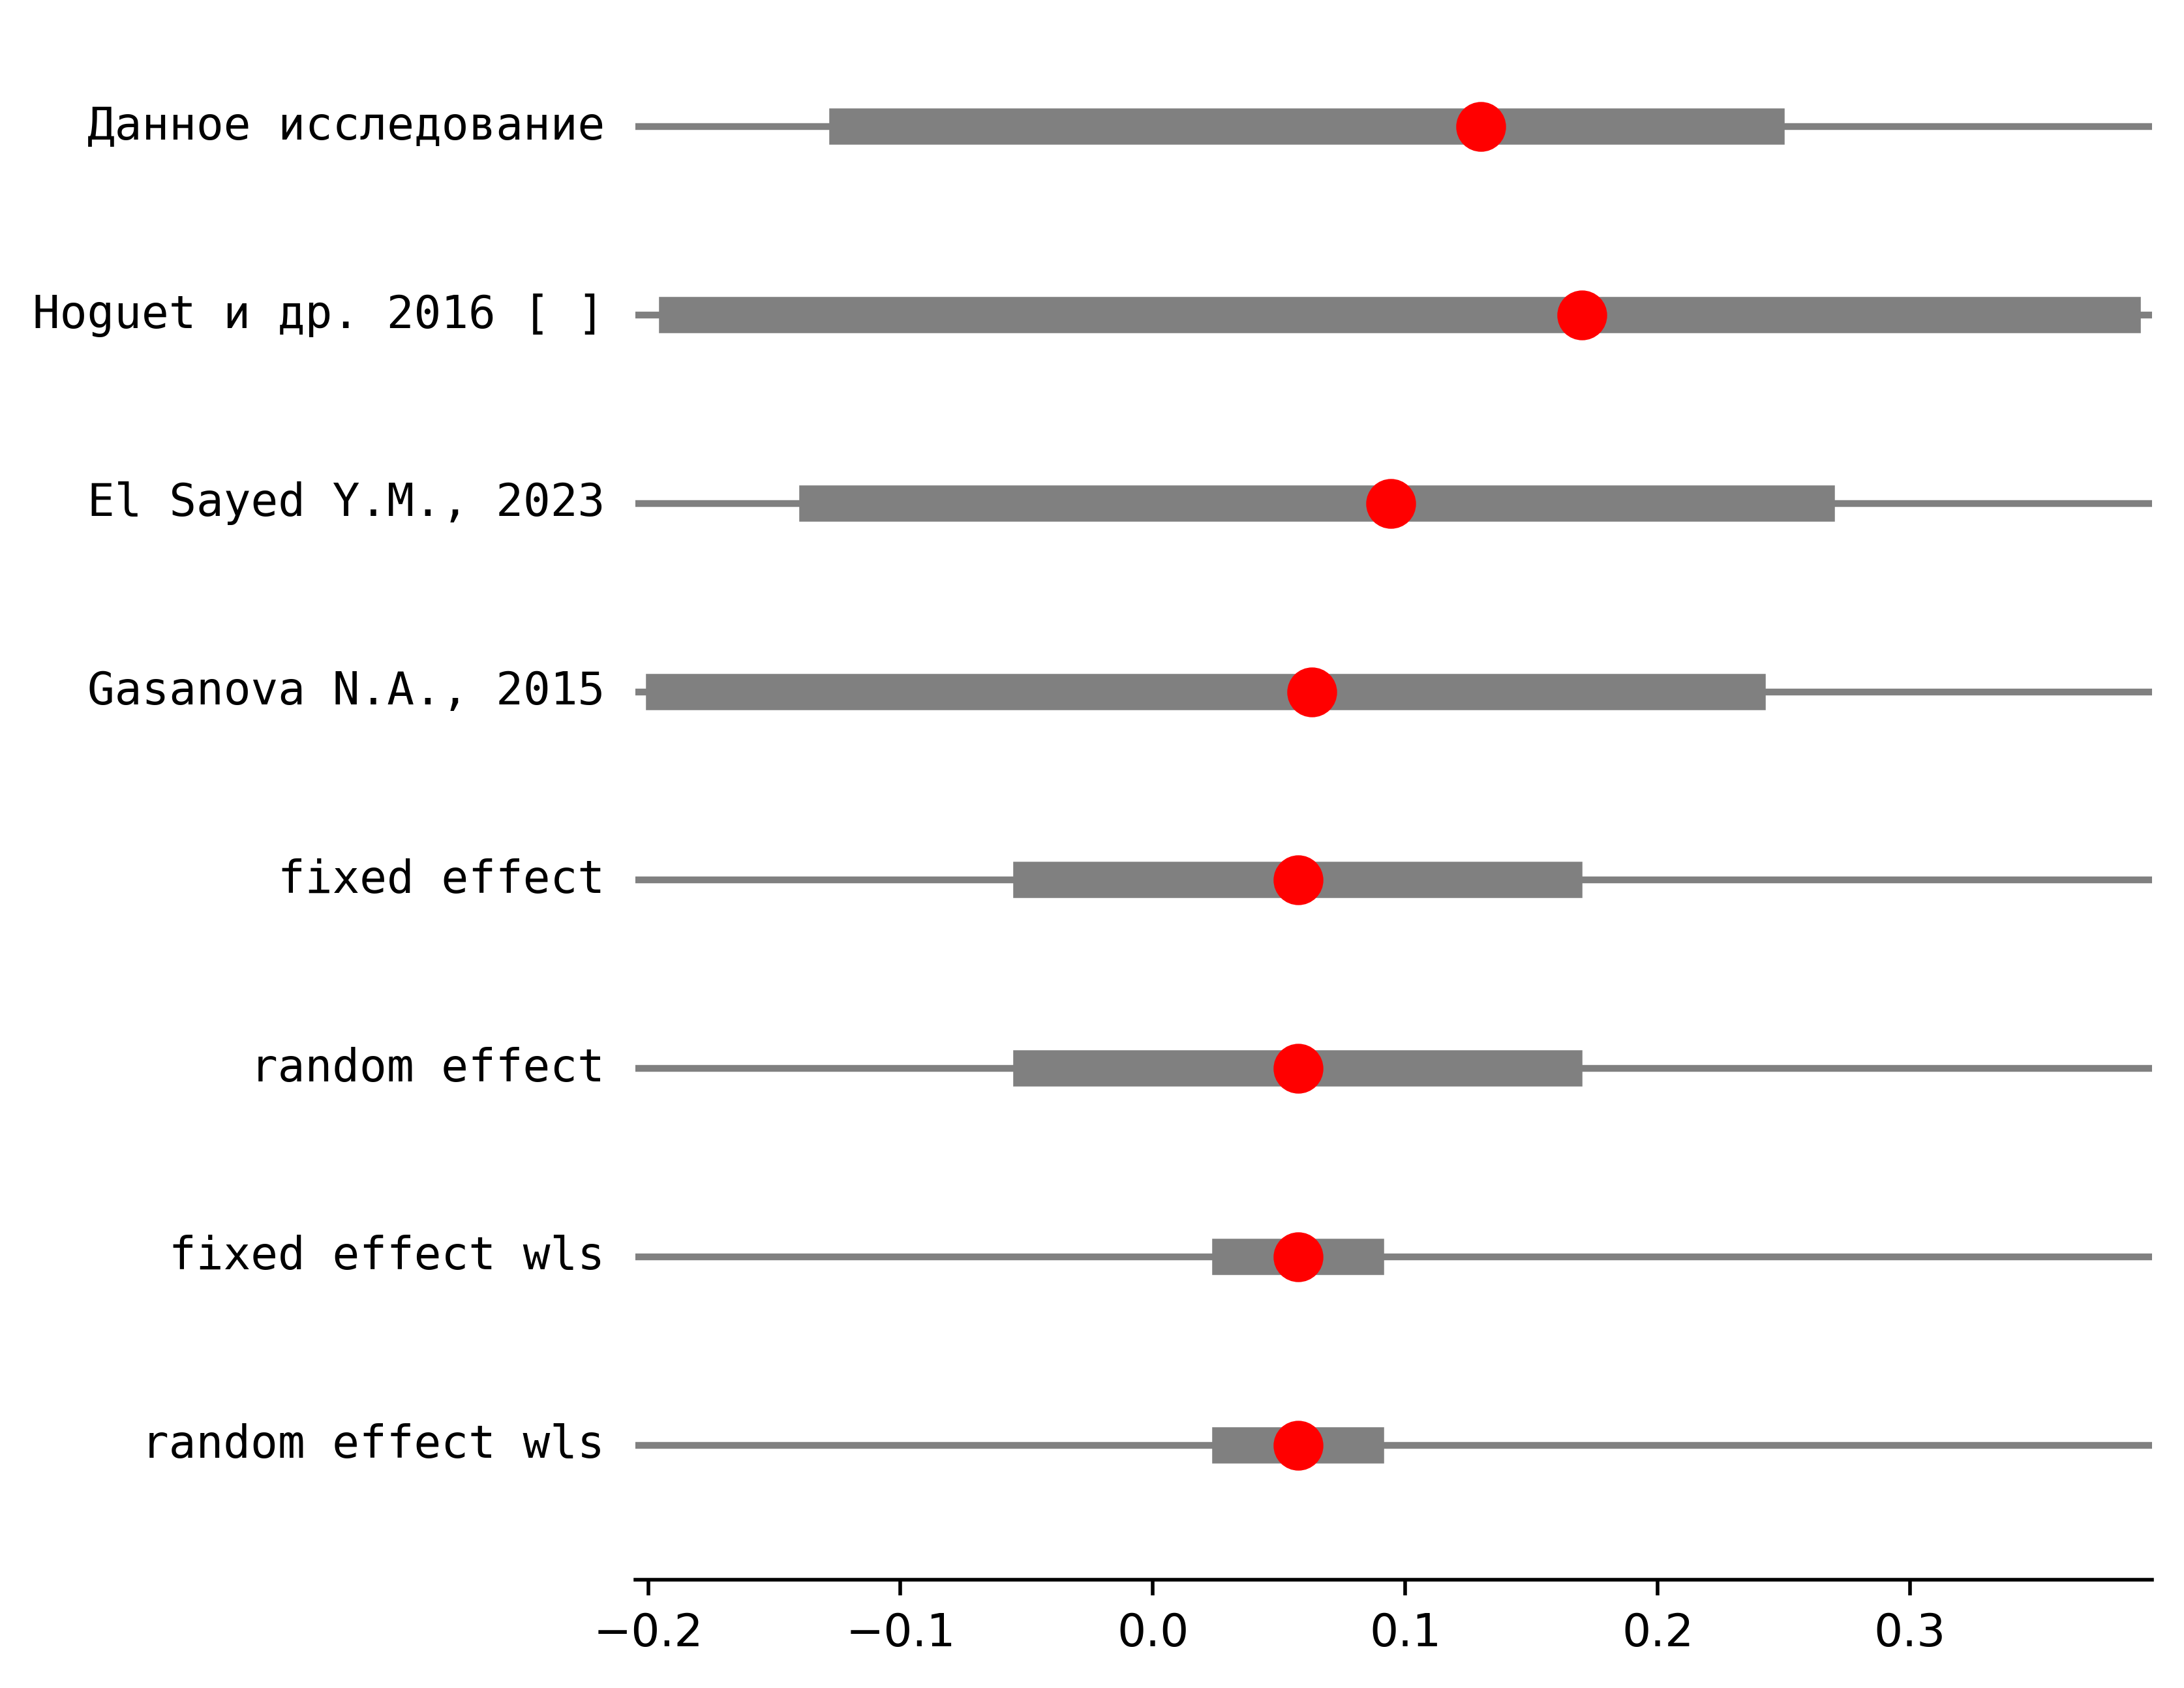 Данное исследование
Hoguet и др. 2016 [ ]
El Sayed Y.M., 2023
Gasanova N.A., 2015
fixed effect
random effect
fixed effect wls
random effect wls
−0.2 −0.1 0.0 0.1 0.2 0.3